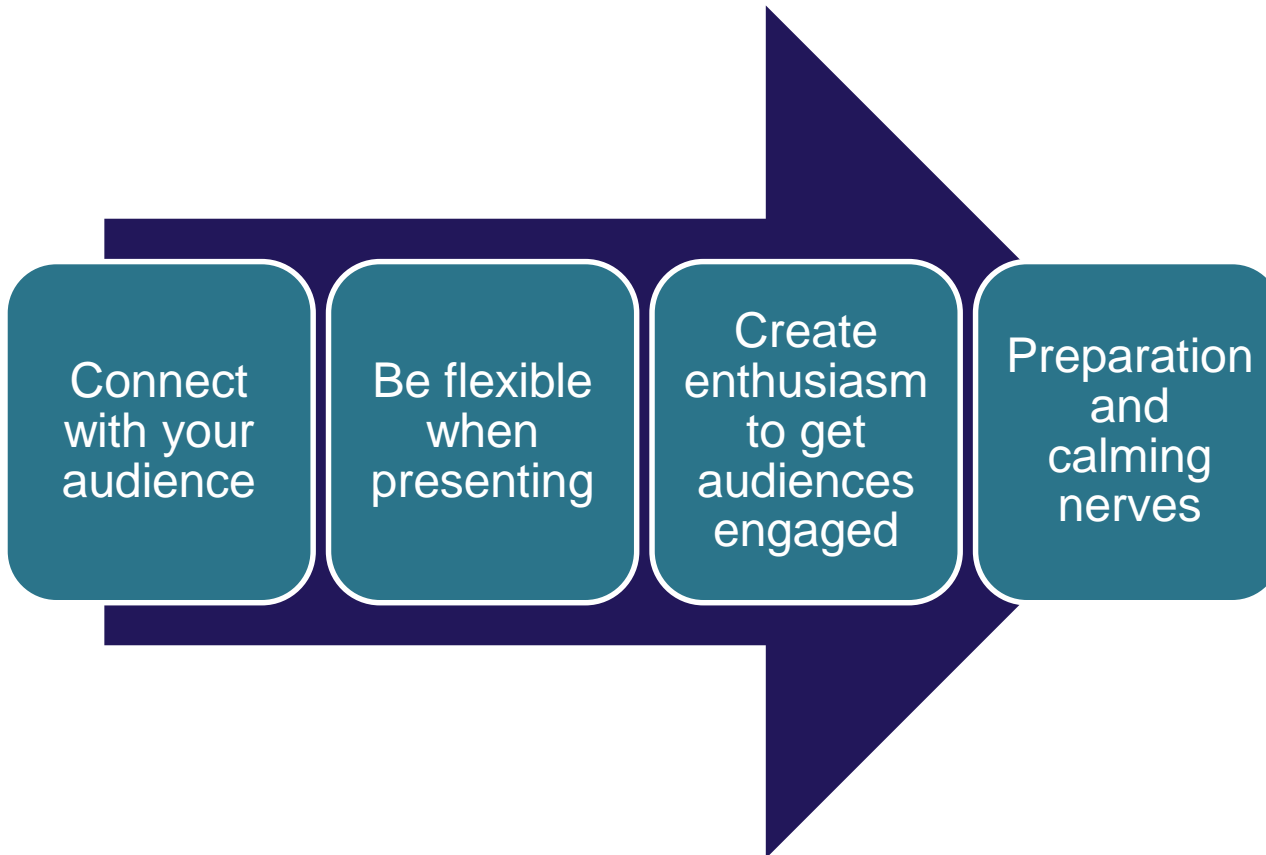 Connect
with your
audience
Be flexible
when
presenting
Create
enthusiasm
to get
audiences
engaged
Preparation
and
calming
nerves